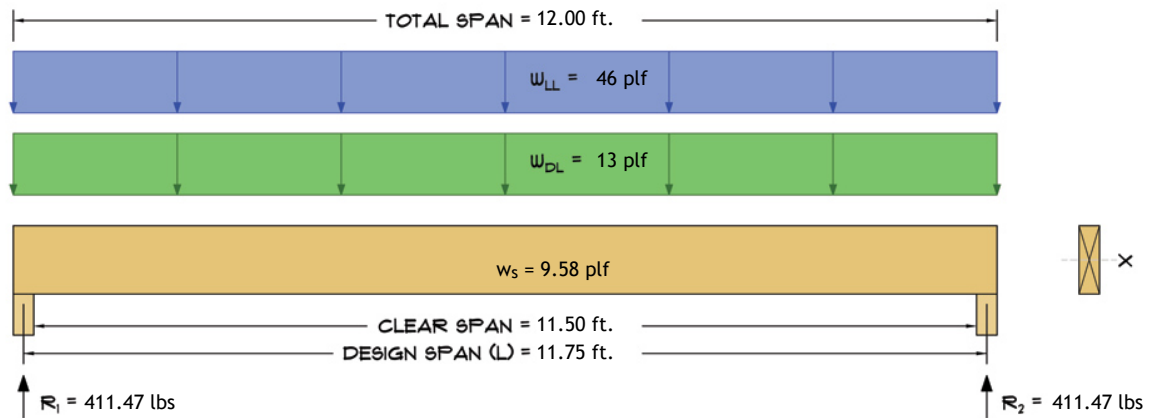 TOTAL SPAN = 12.00 ft.
WLL = 46 plf
WDL = 13 plf
ws = 9.58 plf
X
CLEAR SPAN = 11.50 ft.
DESIGN SPAN (L) = 11.75 ft.
R1 = 411.47 lbs
R2 = 411.47 lbs